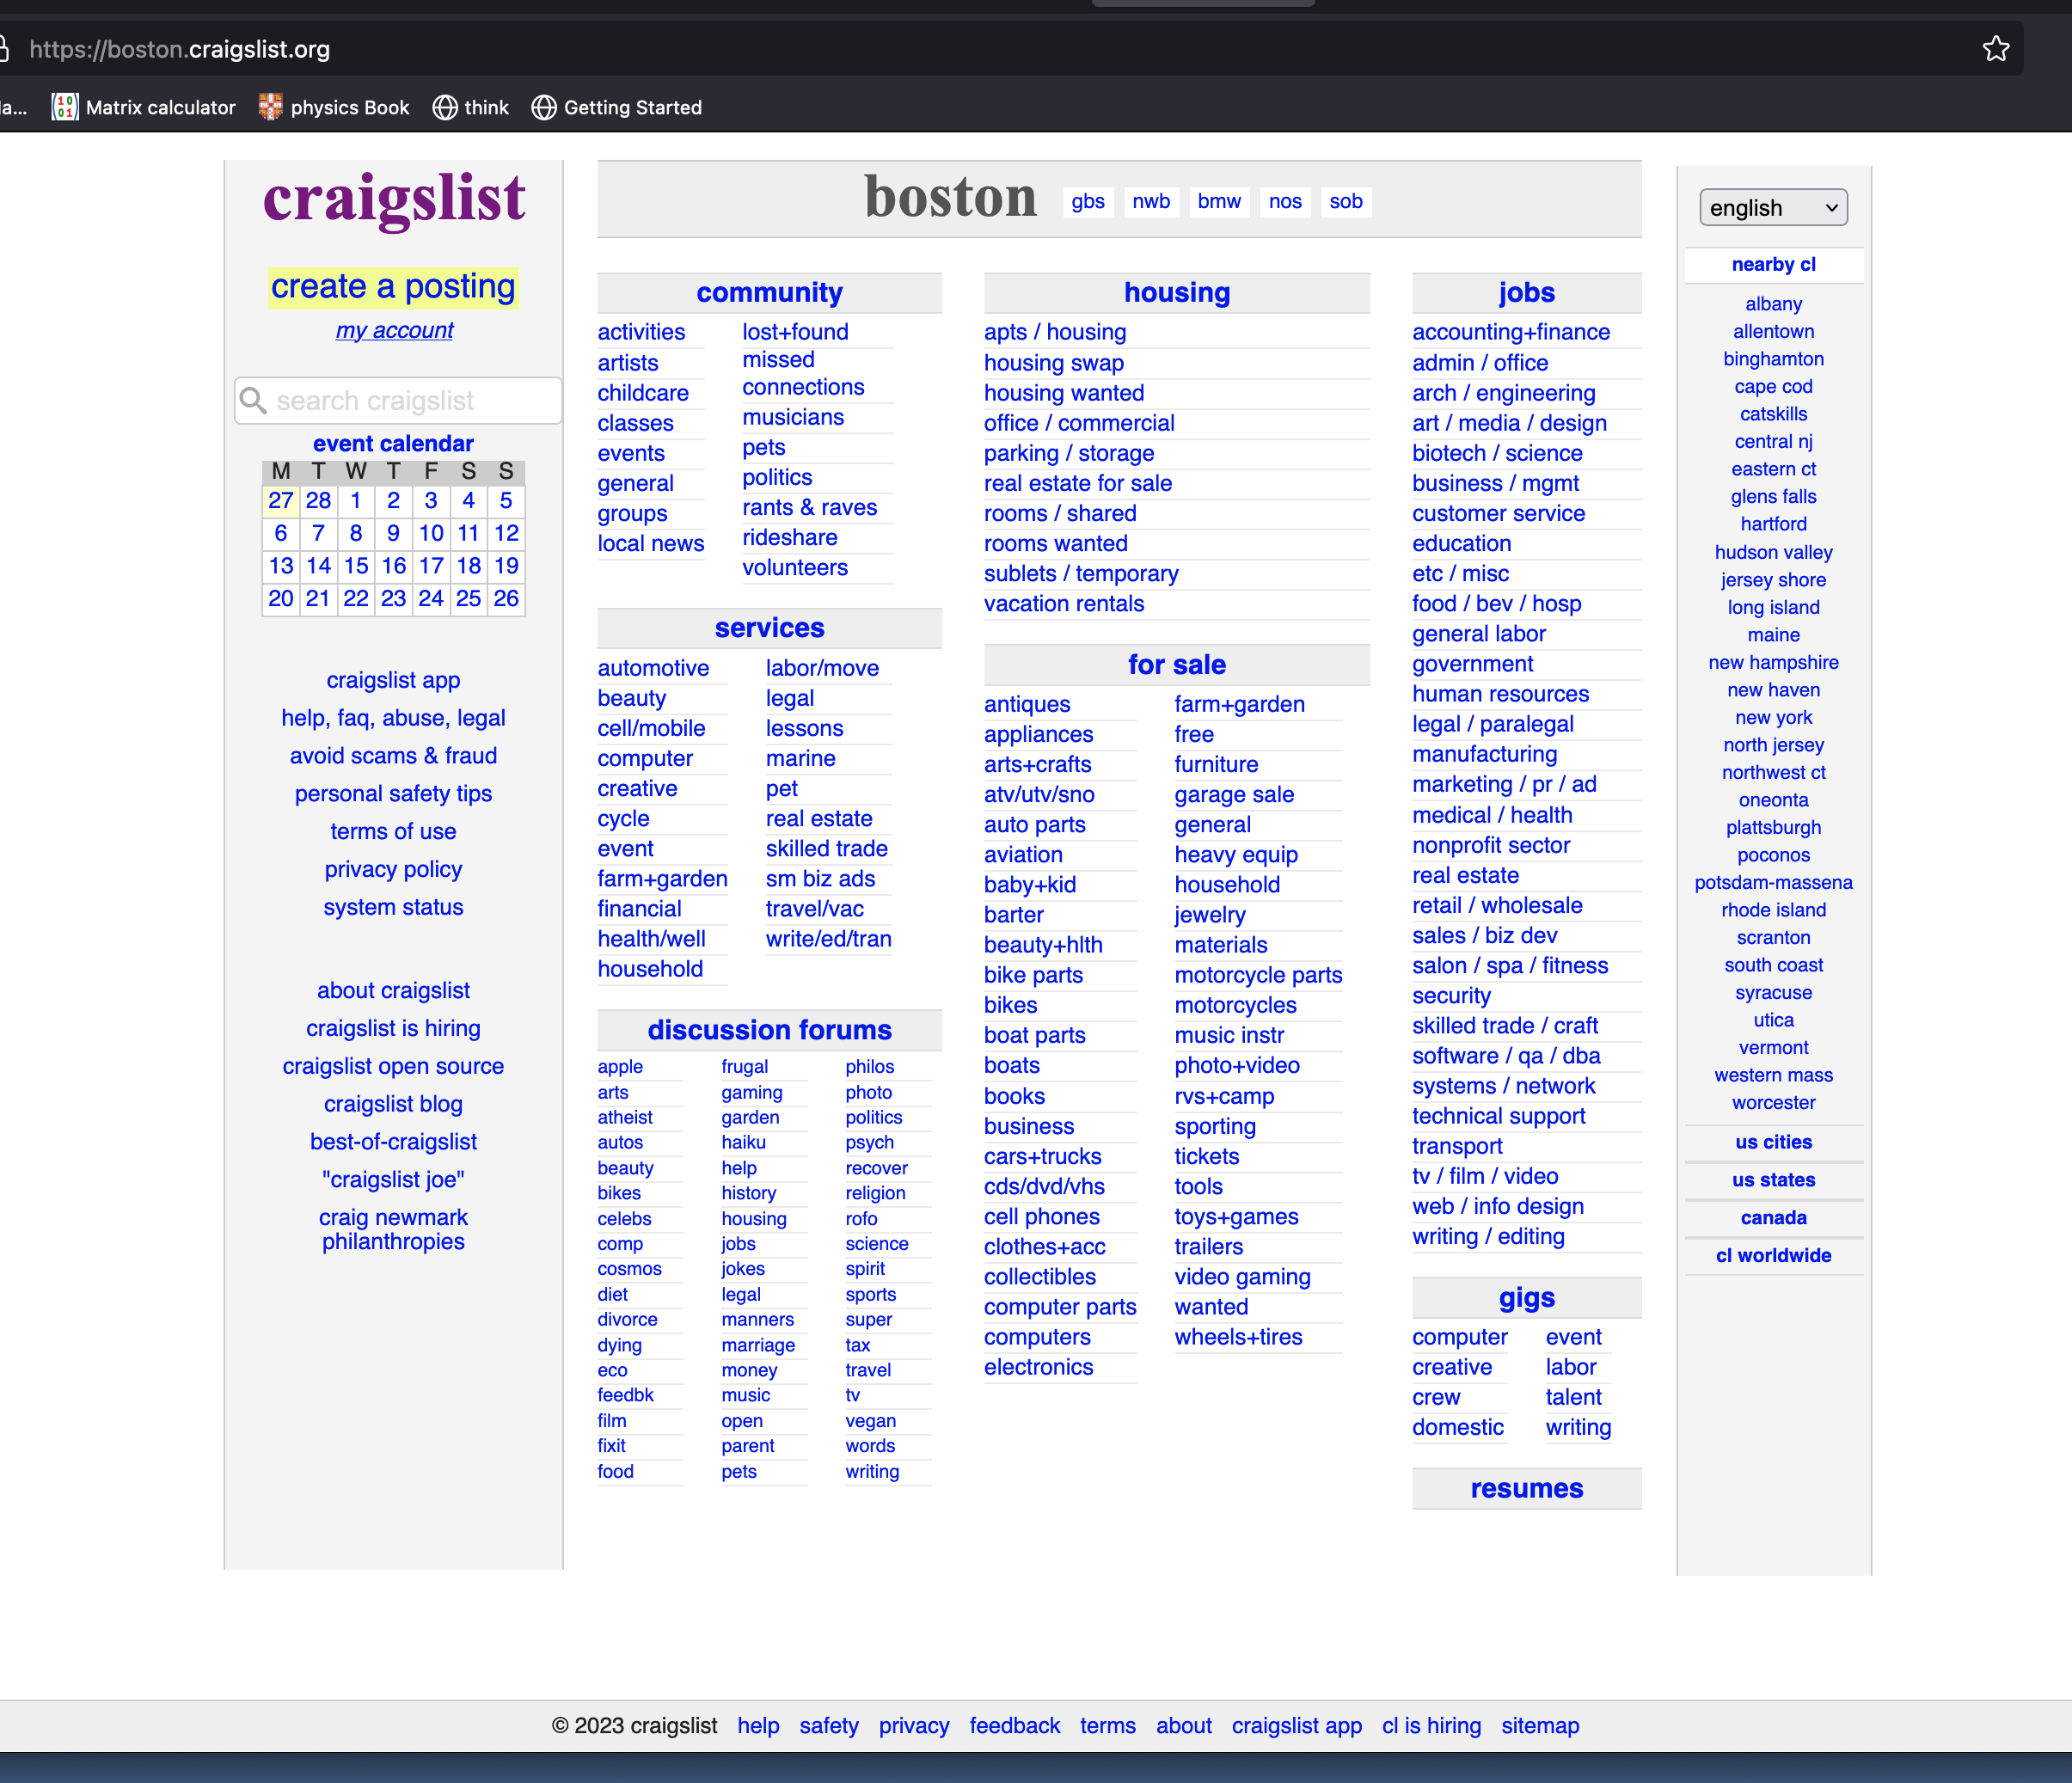 https://boston.craigslist.org
Matrix calculator physics Book think Getting Started
craigslist
create a posting
my account
search craigslist
event calendar
M T W T F S S
27 28 1 2 3 4 5
6 7 8 9 10 11 12
13 14 15 16 17 18 19
20 21 22 23 24 25 26
craigslist app
help, faq, abuse, legal
avoid scams & fraud
personal safety tips
terms of use
privacy policy
system status
about craigslist
craigslist is hiring
craigslist open source
craigslist blog
best-of-craigslist
"craigslist joe"
craig newmark
philanthropies
boston gbs nwb bmw nos sob
community
activities
artists
childcare
classes
events
general
groups
local news
lost+found
missed
connections
musicians
pets
politics
rants & raves
rideshare
volunteers
services
automotive
beauty
cell/mobile
computer
creative
cycle
event
farm+garden
financial
health/well
household
labor/move
legal
lessons
marine
pet
real estate
skilled trade
sm biz ads
travel/vac
write/ed/tran
discussion forums
apple
arts
atheist
autos
beauty
bikes
celebs
comp
cosmos
diet
divorce
dying
eco
feedbk
film
fixit
food
frugal
gaming
garden
haiku
help
history
housing
jobs
jokes
legal
manners
marriage
money
music
open
parent
pets
philos
photo
politics
psych
recover
religion
rofo
science
spirit
sports
super
tax
travel
tv
vegan
words
writing
housing
apts / housing
housing swap
housing wanted
office / commercial
parking / storage
real estate for sale
rooms / shared
rooms wanted
sublets / temporary
vacation rentals
for sale
antiques
appliances
arts+crafts
atv/utv/sno
auto parts
aviation
baby+kid
barter
beauty+hlth
bike parts
bikes
boat parts
boats
books
business
cars+trucks
cds/dvd/vhs
cell phones
clothes+acc
collectibles
computer parts
computers
electronics
farm+garden
free
furniture
garage sale
general
heavy equip
household
jewelry
materials
motorcycle parts
motorcycles
music instr
photo+video
rvs+camp
sporting
tickets
tools
toys+games
trailers
video gaming
wanted
wheels+tires
jobs
accounting+finance
admin / office
arch / engineering
art / media / design
biotech / science
business / mgmt
customer service
education
etc / misc
food / bev / hosp
general labor
government
human resources
legal / paralegal
manufacturing
marketing / pr / ad
medical / health
nonprofit sector
real estate
retail / wholesale
sales / biz dev
salon / spa / fitness
security
skilled trade / craft
software / qa / dba
systems / network
technical support
transport
tv / film / video
web / info design
writing / editing
gigs
computer
creative
crew
domestic
event
labor
talent
writing
resumes
english
nearby cl
albany
allentown
binghamton
cape cod
catskills
central nj
eastern ct
glens falls
hartford
hudson valley
jersey shore
long island
maine
new hampshire
new haven
new york
north jersey
northwest ct
oneonta
plattsburgh
poconos
potsdam-massena
rhode island
scranton
south coast
syracuse
utica
vermont
western mass
worcester
us cities
us states
canada
cl worldwide
© 2023 craigslist help safety privacy feedback terms about craigslist app cl is hiring sitemap